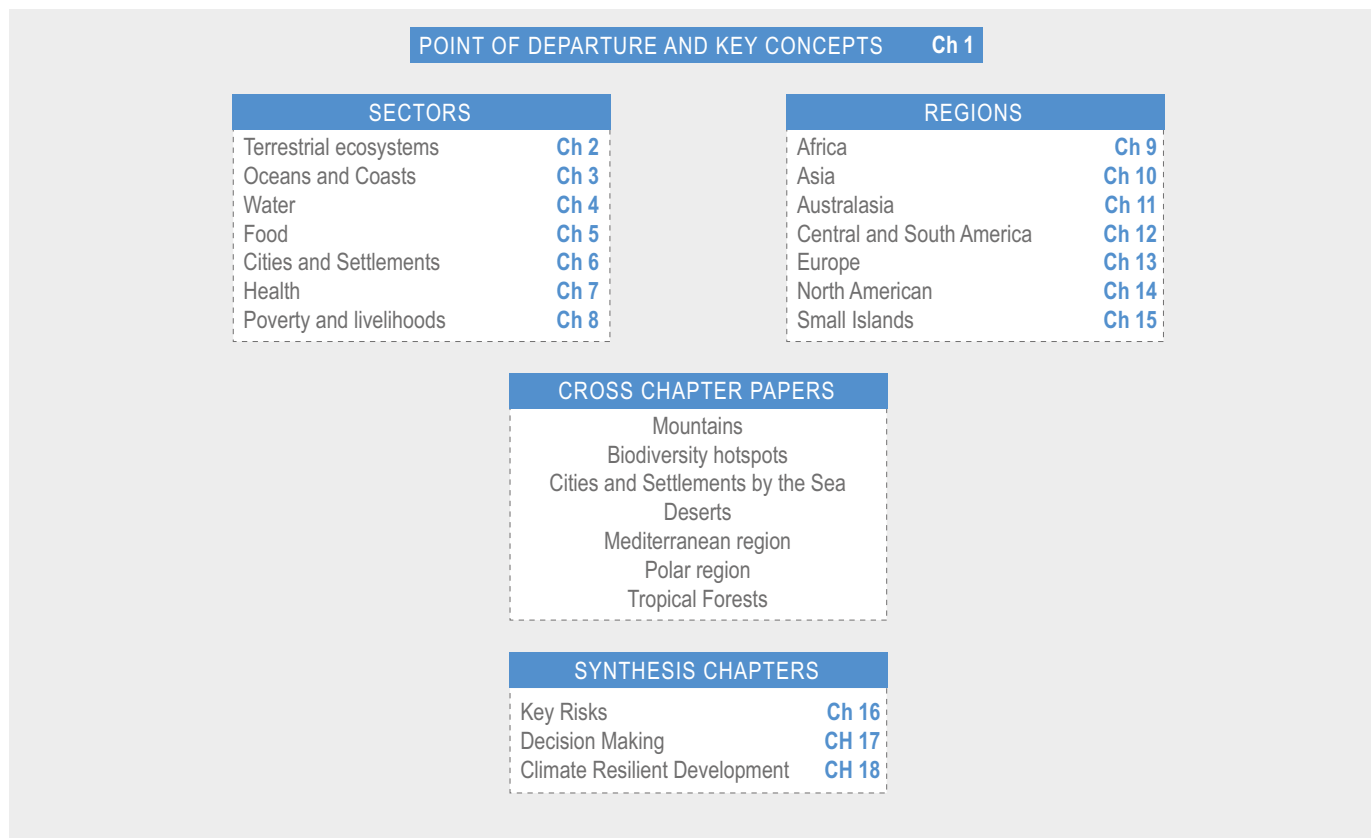 POINT OF DEPARTURE AND KEY CONCEPTS Ch 1
SECTORS
Terrestrial ecosystems Ch 2
Oceans and Coasts Ch 3
Water Ch 4
Food Ch 5
Cities and Settlements Ch 6
Health Ch 7
Poverty and livelihoods Ch 8
REGIONS
Africa Ch 9
Asia Ch 10
Australasia Ch 11
Central and South America Ch 12
Europe Ch 13
North American Ch 14
Small Islands Ch 15
CROSS CHAPTER PAPERS
Mountains
Biodiversity hotspots
Cities and Settlements by the Sea
Deserts
Mediterranean region
Polar region
Tropical Forests
SYNTHESIS CHAPTERS
Key Risks Ch 16
Decision Making CH 17
Climate Resilient Development CH 18